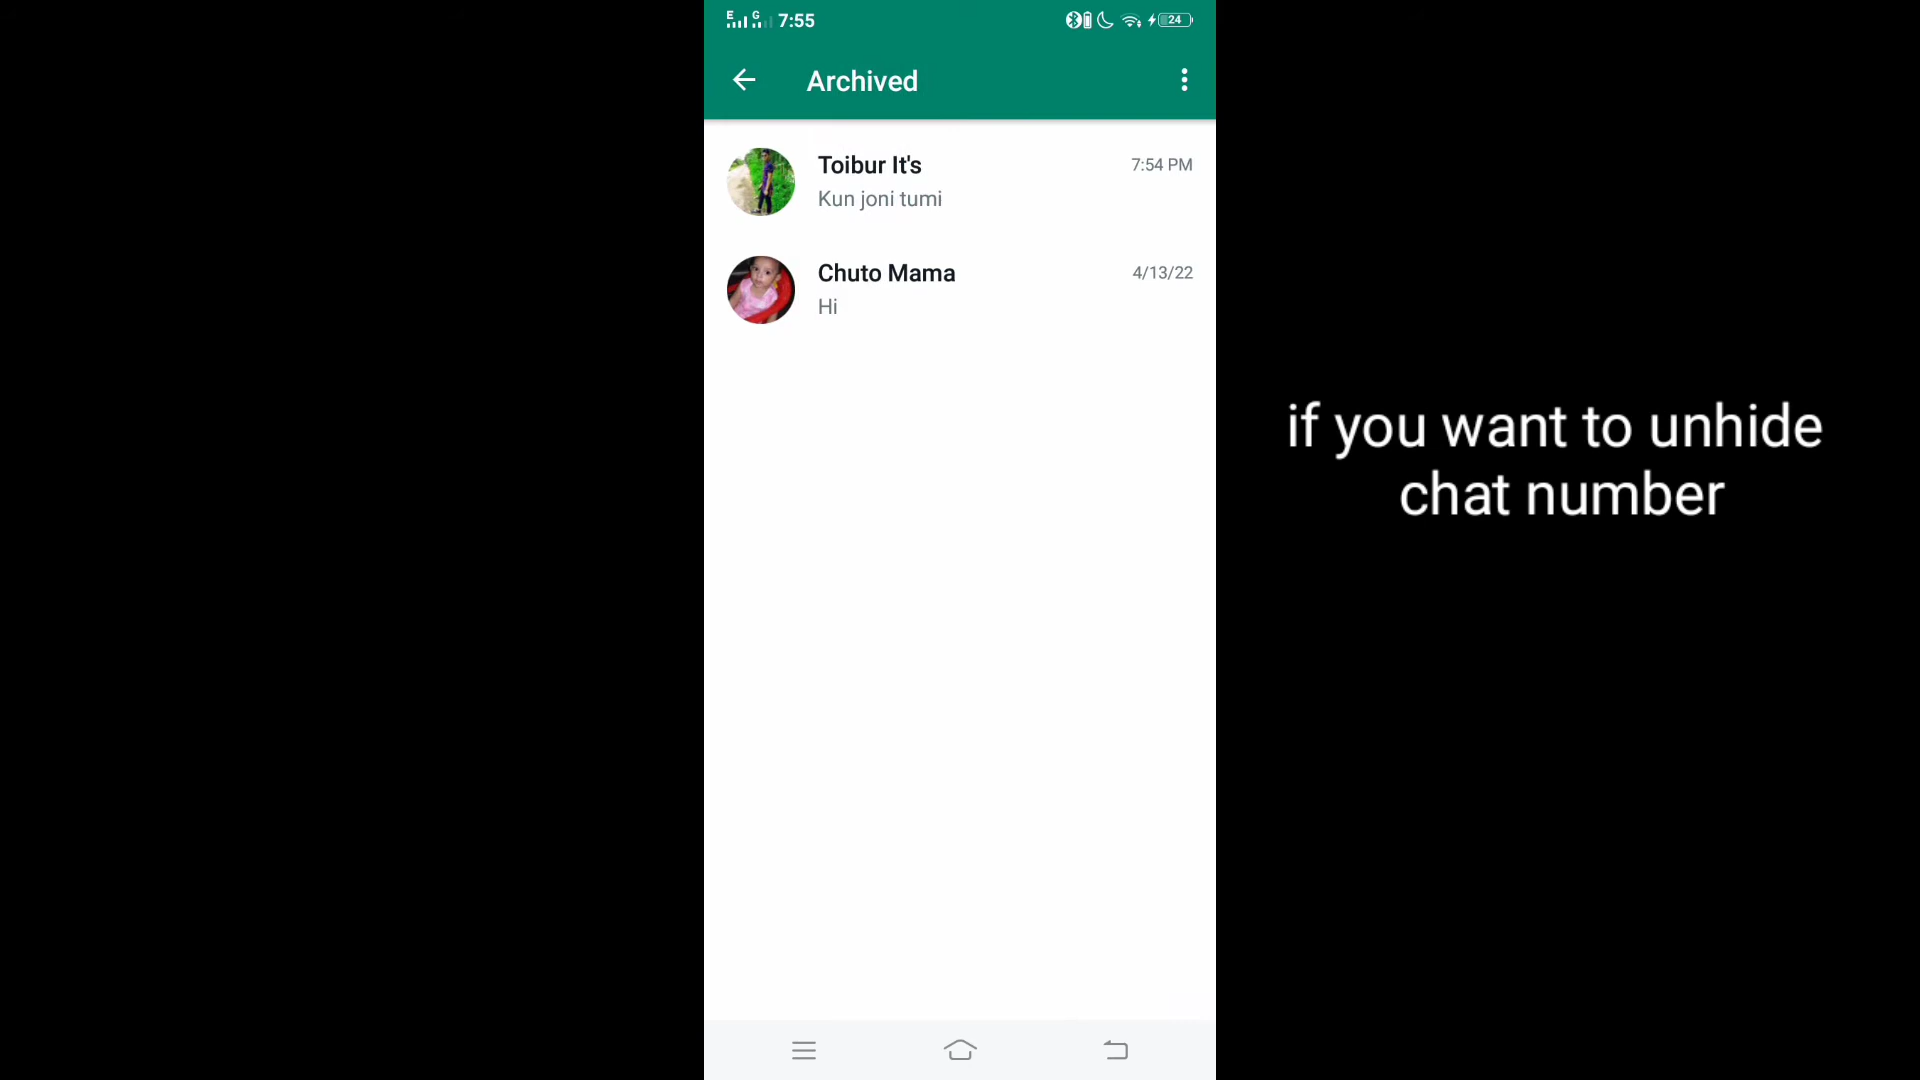 E G 7:55 24
Archived
Toibur It's 7:54 PM
Kun joni tumi
Chuto Mama 4/13/22
Hi
if you want to unhide
chat number